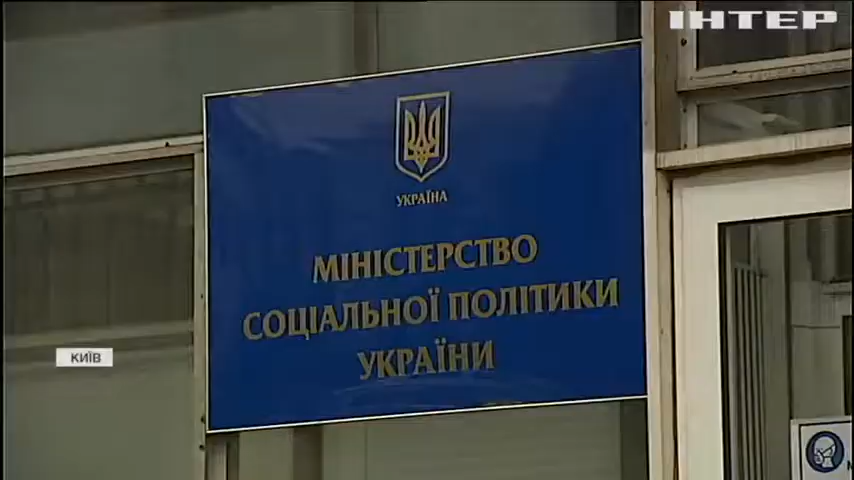 ІНТЕР
УКРАЇНА
МІНІСТЕРСТВО
СОЦІАЛЬНОЇ ПОЛІТИКИ
УКРАЇНИ
КИЇВ